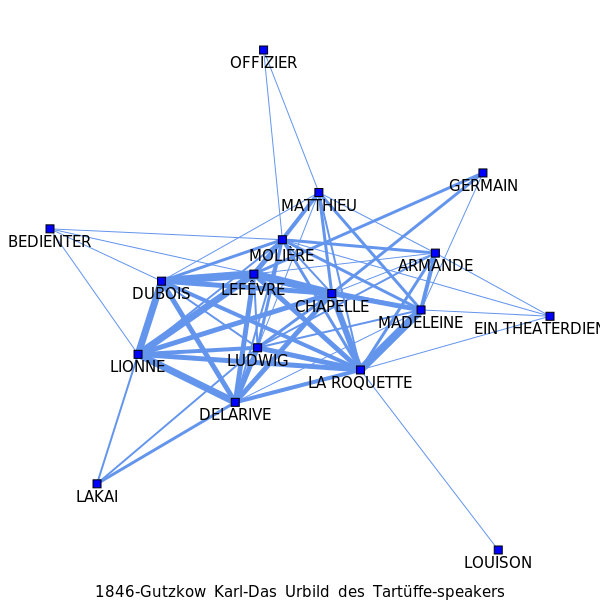 OFFIZIER
GERMAIN
MATTHIEU
BEDIENTER
MOLIÈRE
ARMANDE
LEFÈVRE
DUBOIS
CHAPELLE
MADELEINE
EIN THEATERDIEN
LIONNE
LUDWIG
LA ROQUETTE
DELARIVE
LAKAI
LOUISON
1846-Gutzkow Karl-Das Urbild des Tartüffe-speakers